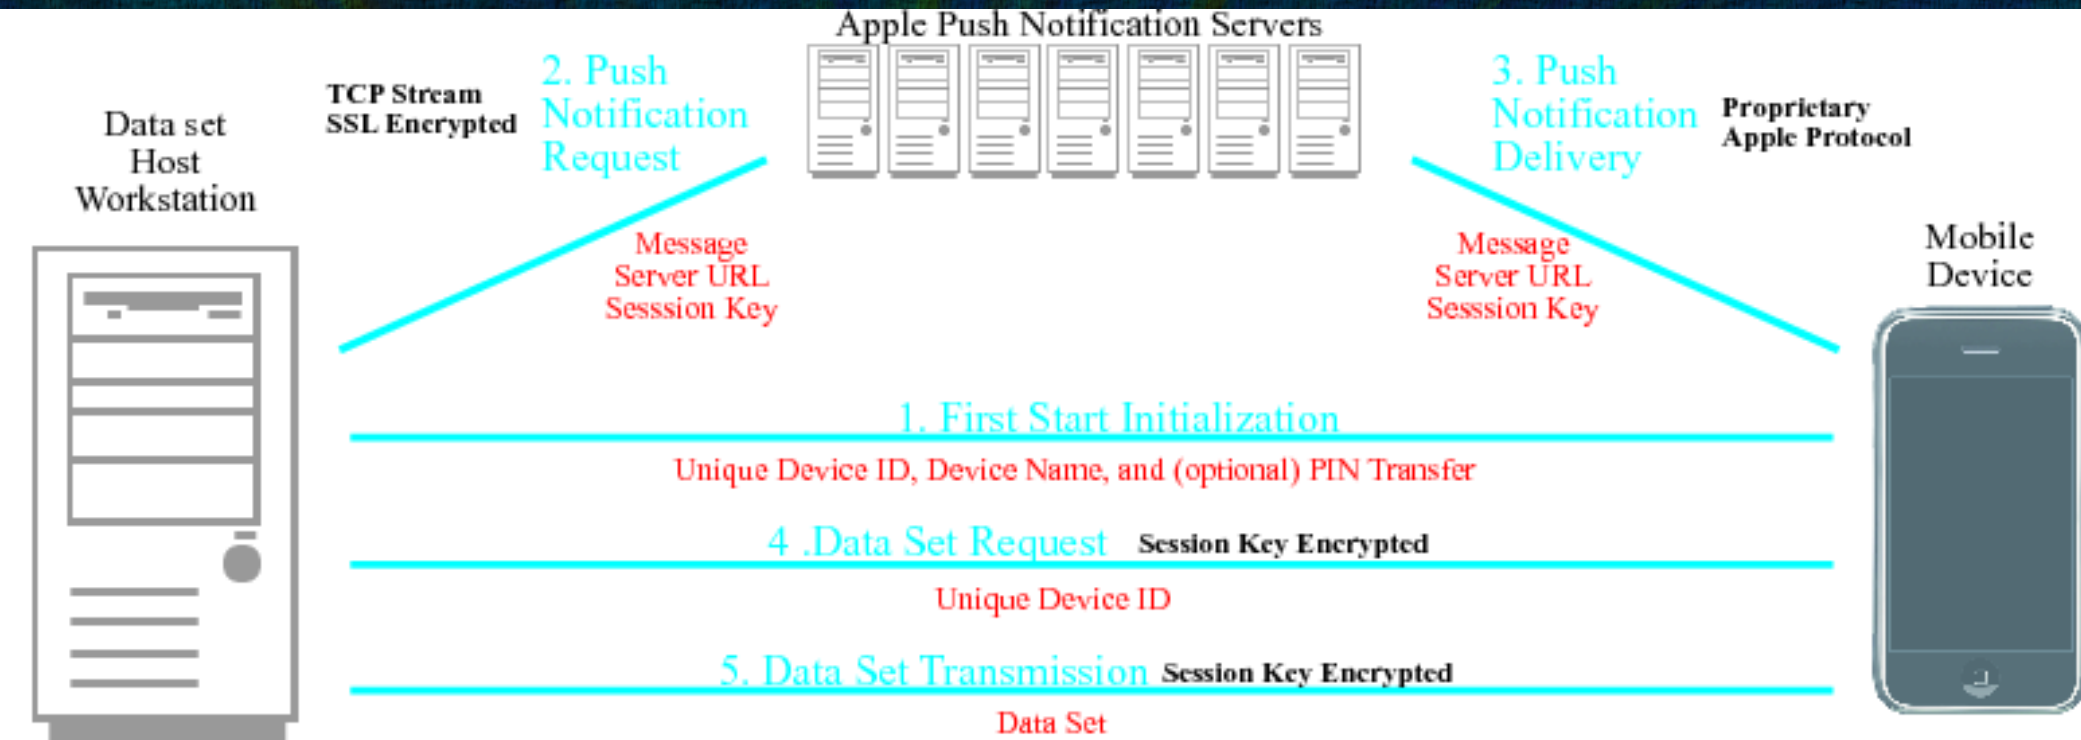 Apple Push Notification Servers
Data set
Host
Workstation
TCP Stream
SSL Encrypted
2. Push
Notification
Request
3. Push
Notification
Delivery
Proprietary
Apple Protocol
Mobile
Device
Message
Server URL
Sesssion Key
Message
Server URL
Sesssion Key
1. First Start Initialization
Unique Device ID, Device Name, and (optional) PIN Transfer
4 .Data Set Request Session Key Encrypted
Unique Device ID
5. Data Set Transmission Session Key Encrypted
Data Set